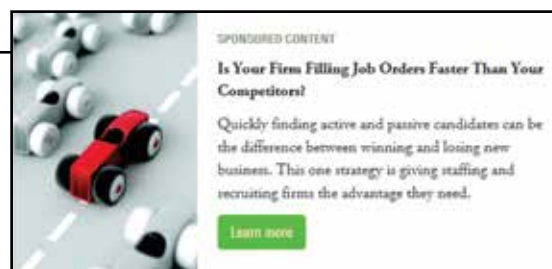 SPONSORED CONTENT
Is Your Firm Filling Job Orders Faster Than Your
Competitors?
Quickly finding active and passive candidates can be
the difference between winning and losing new
business. This one strategy is giving staffing and
recruiting firms the advantage they need.
Learn more